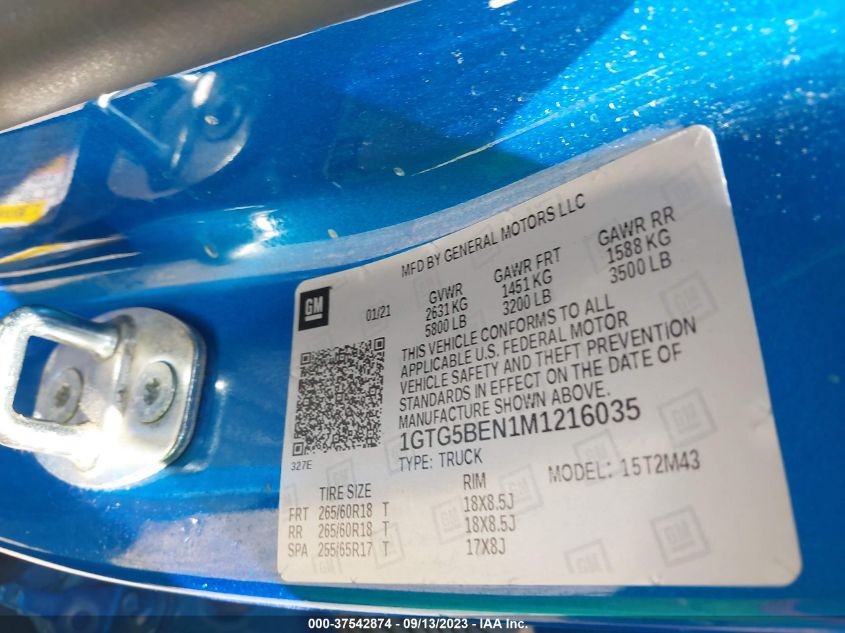 MFD BY GENERAL MOTORS LLC
GM
01/21
GVWR
2631 KG
5800 LB
GAWR FRT
1451 KG
3200 LB
GAWR RR
1588 KG
3500 LB
THIS VEHICLE CONFORMS TO ALL
APPLICABLE U.S. FEDERAL MOTOR
VEHICLE SAFETY AND THEFT PREVENTION
STANDARDS IN EFFECT ON THE DATE OF
MANUFACTURE SHOWN ABOVE.
1GTG5BEN1M1216035
327E
TYPE: TRUCK
MODEL: 15T2M43
TIRE SIZE RIM
FRT 265/60R18 T 18X8.5J
RR 265/60R18 T 18X8.5J
SPA 255/65R17 T 17X8J
000-37542874 / 09/13/2023 - IAA, Inc.